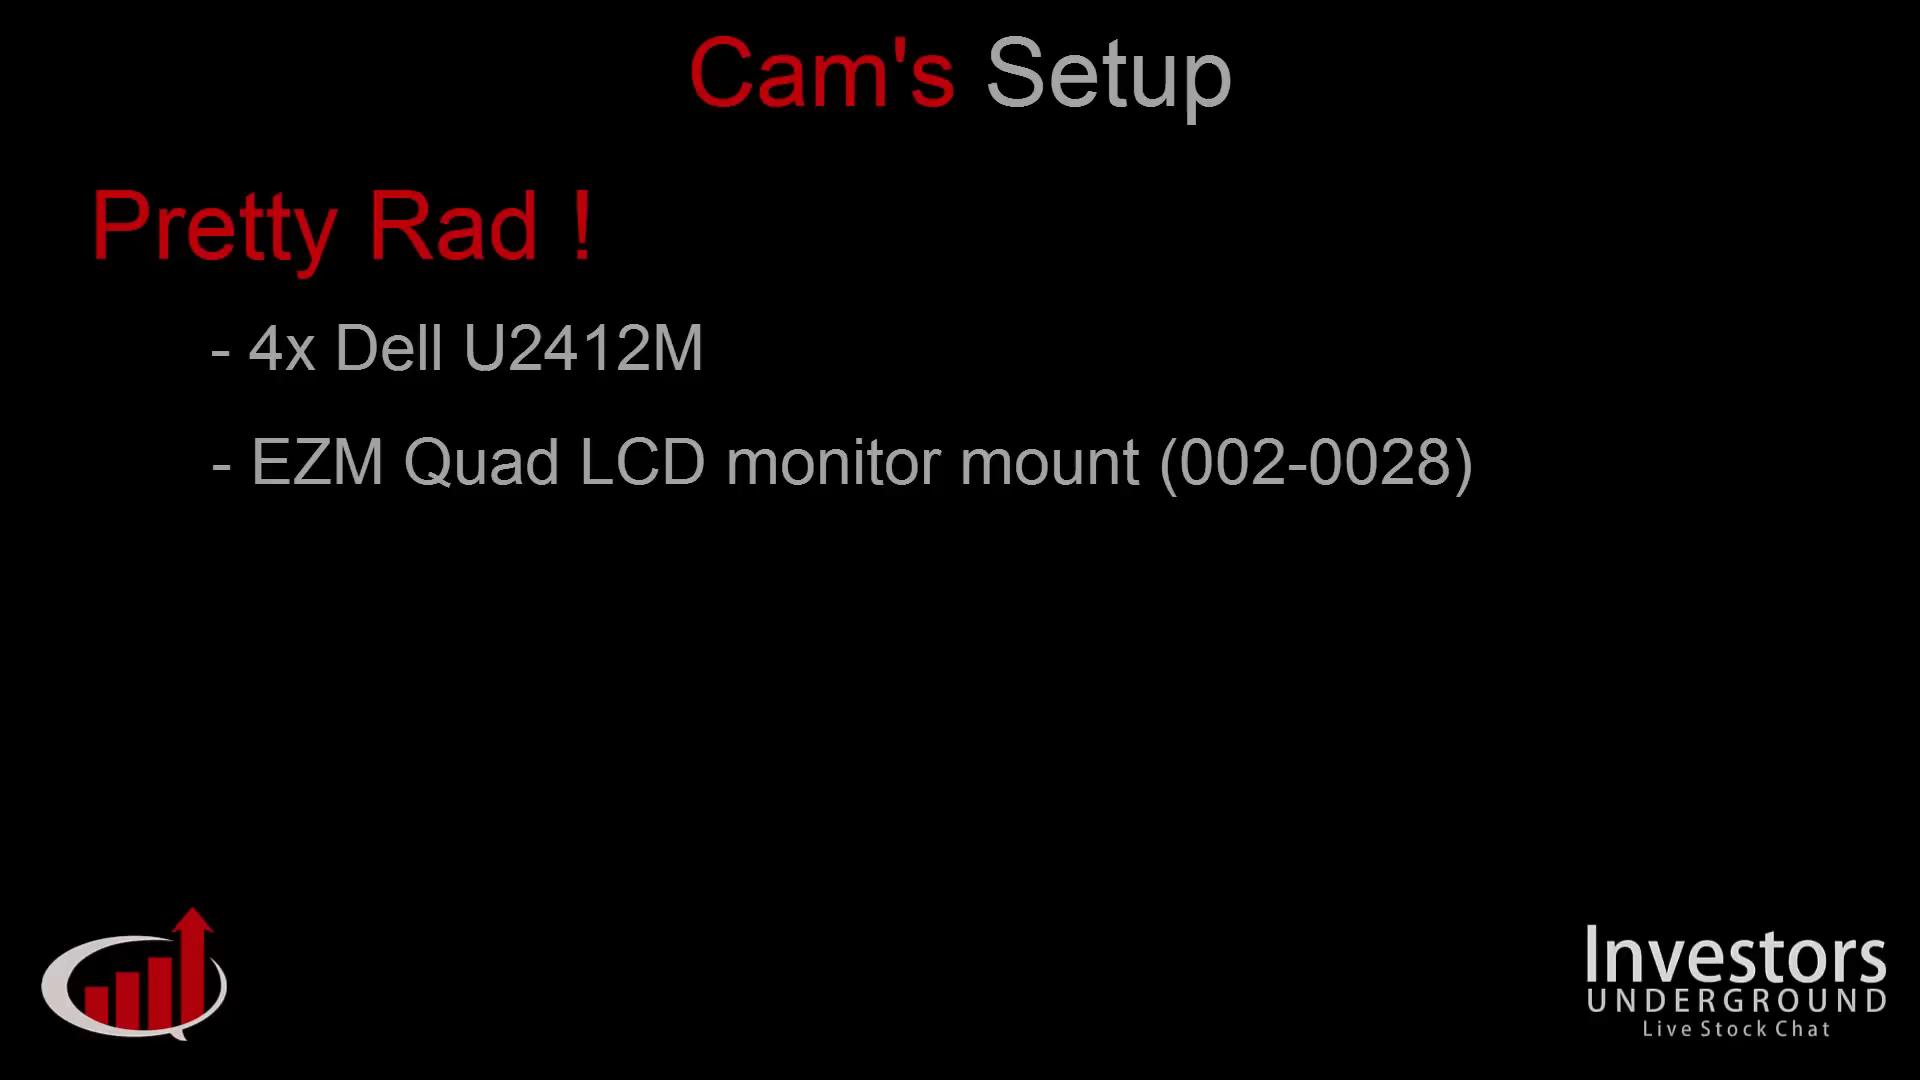 Cam's Setup
Pretty Rad !
- 4x Dell U2412M
- EZM Quad LCD monitor mount (002-0028)
Investors
UNDERGROUND
Live Stock Chat